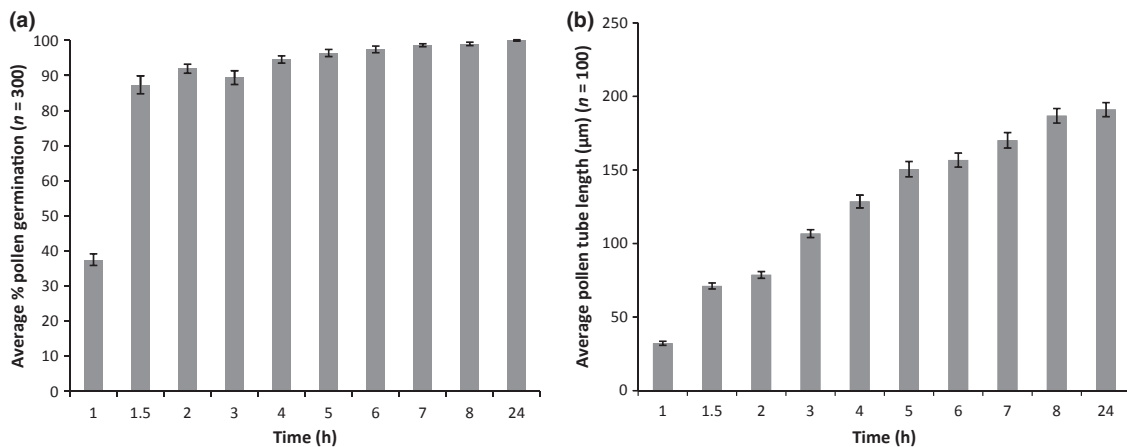 (a)
Average % pollen germination (n = 300)
100
90
80
70
60
50
40
30
20
10
0
1 1.5 2 3 4 5 6 7 8 24
Time (h)
(b)
Average pollen tube length (µm) (n = 100)
250
200
150
100
50
0
1 1.5 2 3 4 5 6 7 8 24
Time (h)